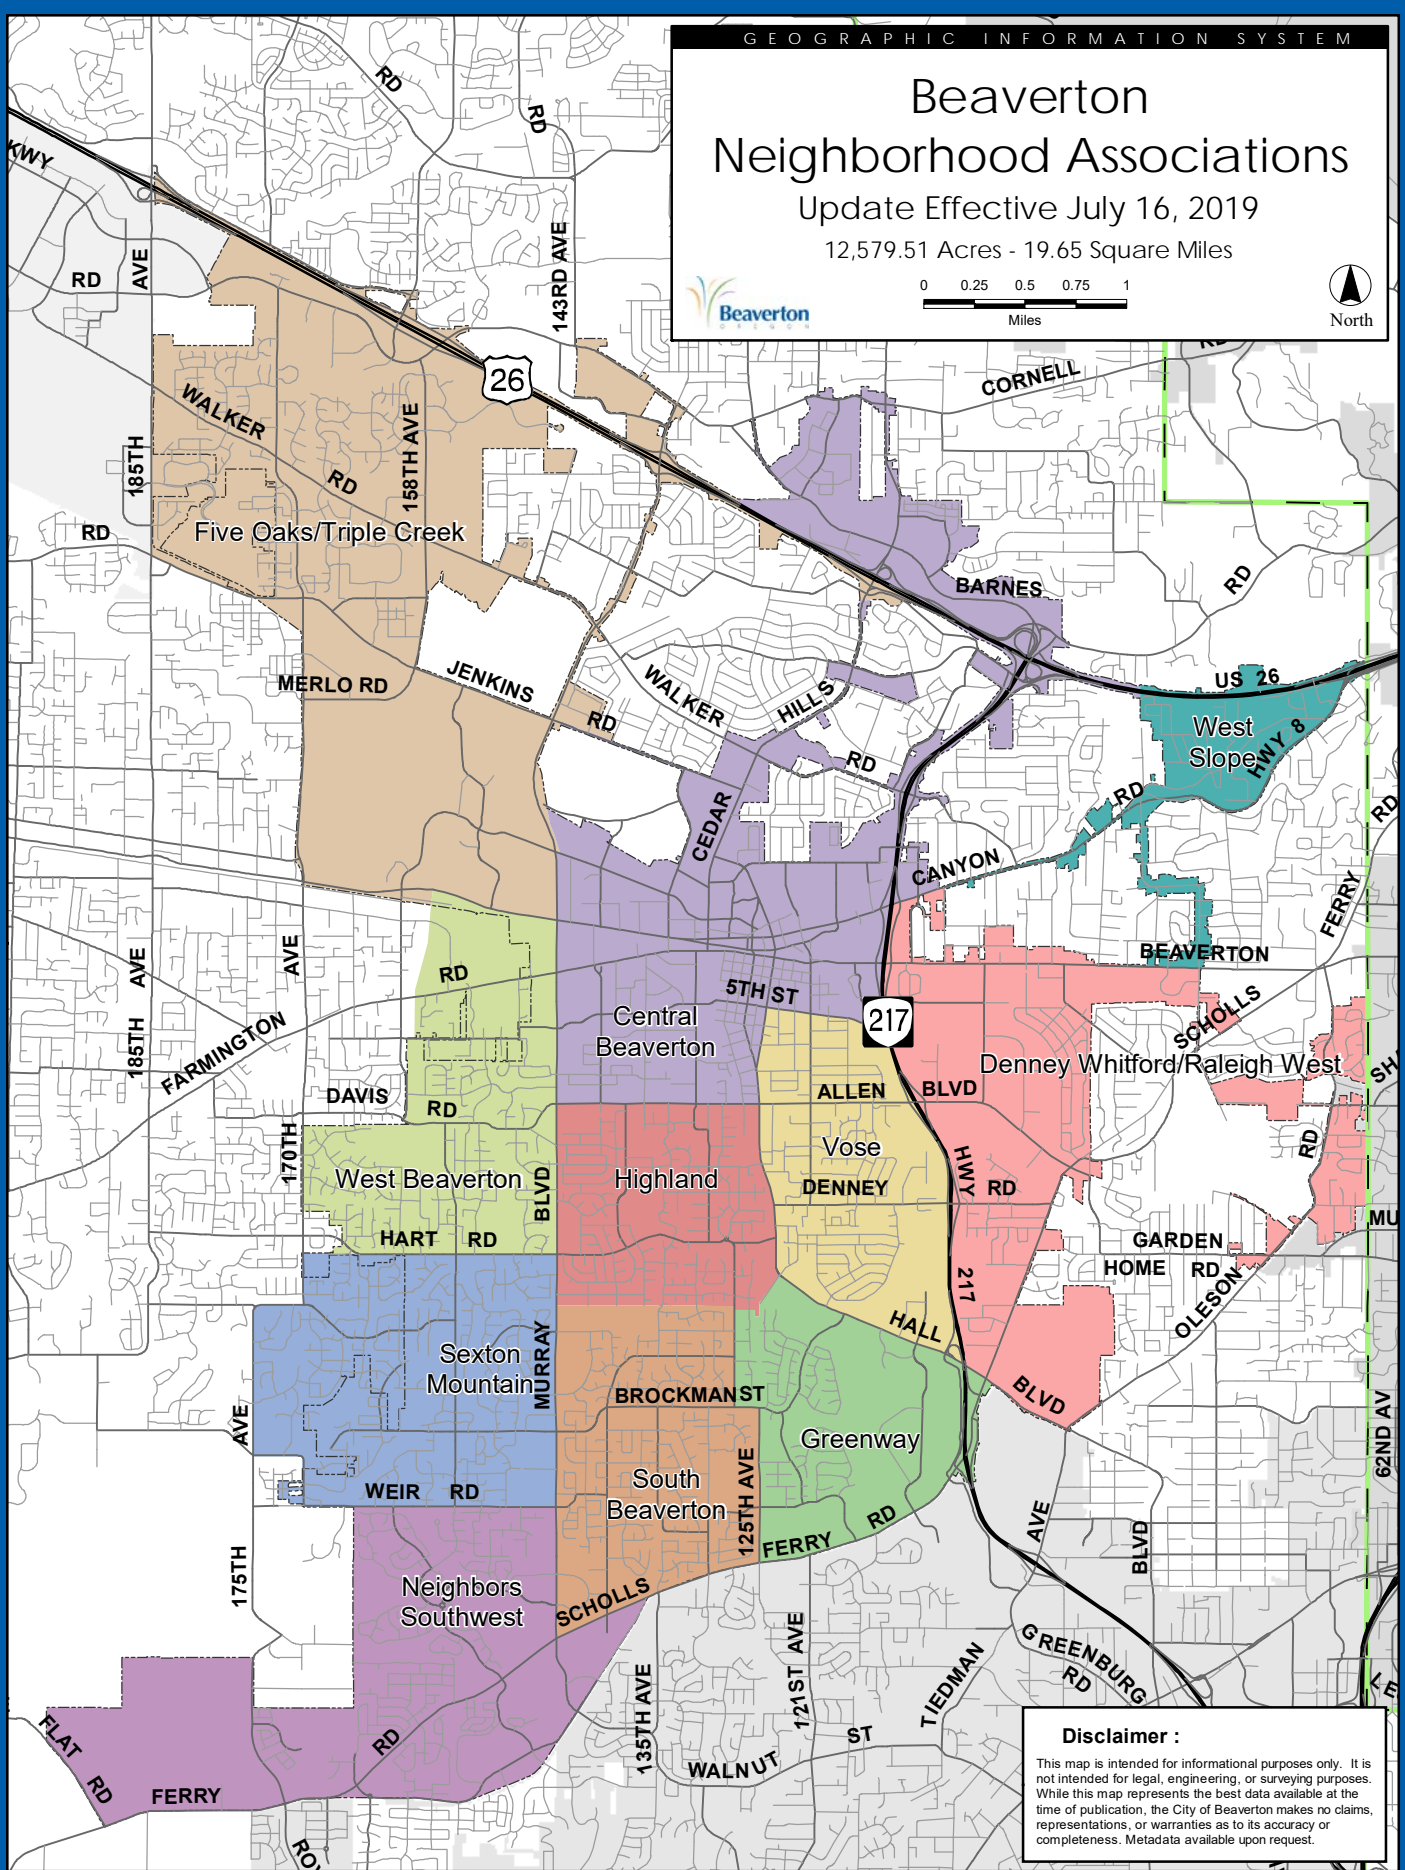 GEOGRAPHIC INFORMATION SYSTEM
Beaverton
Neighborhood Associations
Update Effective July 16, 2019
12,579.51 Acres - 19.65 Square Miles
0 0.25 0.5 0.75 1
Miles
Beaverton
OREGON
North
RD
RD
KWY
RD
AVE
143RD AVE
26
CORNELL
WALKER
RD
158TH AVE
185TH
RD
Five Oaks/Triple Creek
BARNES
RD
MERLO RD
JENKINS
RD
WALKER
HILLS
RD
CEDAR
US 26
West
Slope
HWY 8
RD
RD
CANYON
FERRY
BEAVERTON
SCHOLLS
AVE
AVE
RD
185TH
FARMINGTON
5TH ST
217
Central
Beaverton
Denney Whitford/Raleigh West
SH
DAVIS
RD
ALLEN
BLVD
170TH
West Beaverton
BLVD
Highland
Vose
DENNEY
HWY
RD
RD
MU
HART RD
GARDEN
HOME RD
OLESON
217
HALL
BLVD
Sexton
Mountain
MURRAY
BROCKMAN ST
Greenway
62ND AV
AVE
WEIR RD
South
Beaverton
125TH AVE
FERRY
RD
AVE
BLVD
175TH
Neighbors
Southwest
SCHOLLS
135TH AVE
121ST AVE
TIEDMAN
GREENBURG
RD
LE
FLAT
RD
FERRY
RD
WALNUT
ST
ROY
Disclaimer :
This map is intended for informational purposes only. It is
not intended for legal, engineering, or surveying purposes.
While this map represents the best data available at the
time of publication, the City of Beaverton makes no claims,
representations, or warranties as to its accuracy or
completeness. Metadata available upon request.